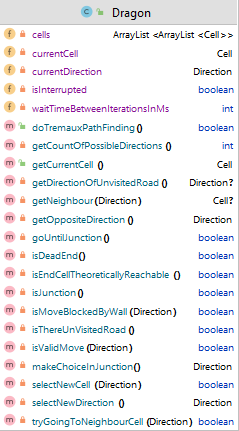 Dragon
cells ArrayList <ArrayList <Cell>>
currentCell Cell
currentDirection Direction
isInterrupted boolean
waitTimeBetweenIterationsInMs int
doTremauxPathFinding() boolean
getCountOfPossibleDirections () int
getCurrentCell () Cell
getDirectionOfUnvisitedRoad () Direction?
getNeighbour(Direction) Cell?
getOppositeDirection () Direction
goUntilJunction() boolean
isDeadEnd() boolean
isEndCellTheoreticallyReachable () boolean
isJunction() boolean
isMoveBlockedByWall (Direction) boolean
isThereUnVisitedRoad () boolean
isValidMove (Direction) boolean
makeChoiceInJunction() Direction
selectNewCell (Direction) boolean
selectNewDirection () Direction
tryGoingToNeighbourCell (Direction) boolean